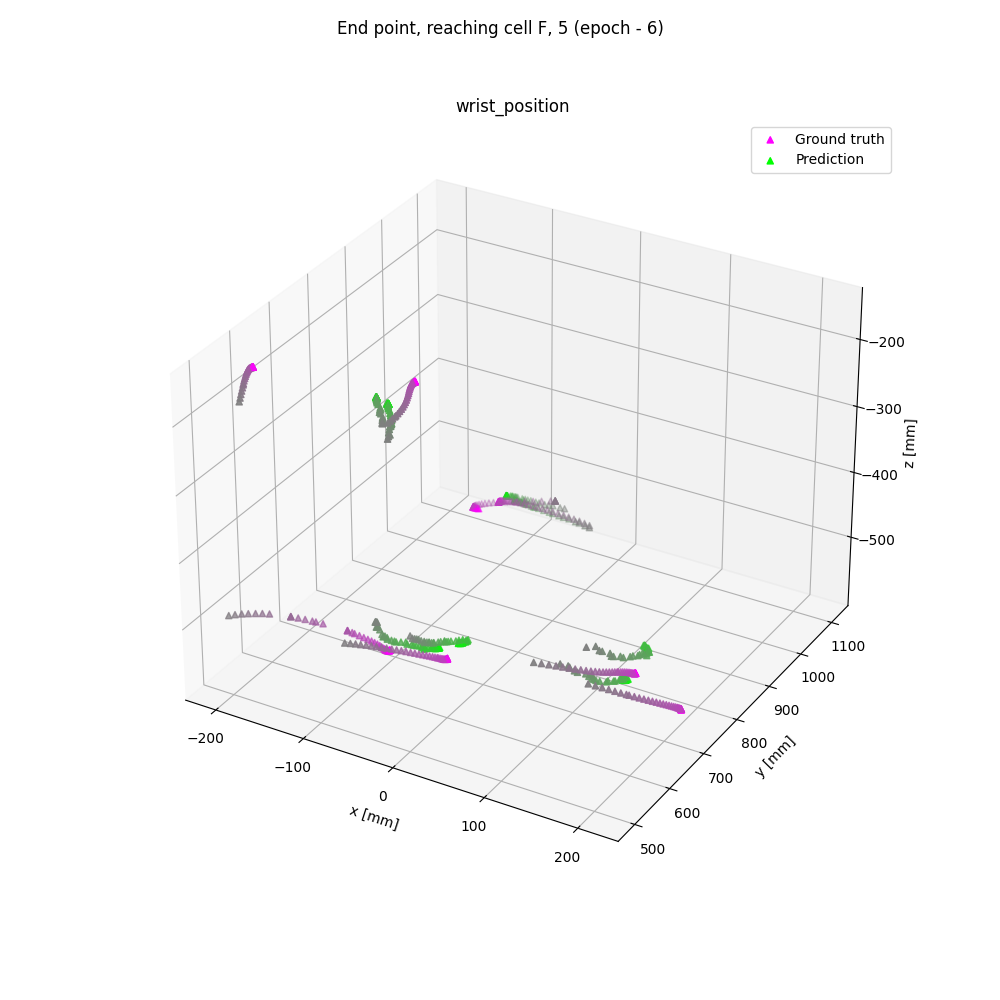 End point, reaching cell F, 5 (epoch - 6)
wrist_position
Ground truth
Prediction
−200
−300
−400
−500
z [mm]
1100
1000
900
800
700
600
500
y [mm]
−200
−100
0
100
200
x [mm]